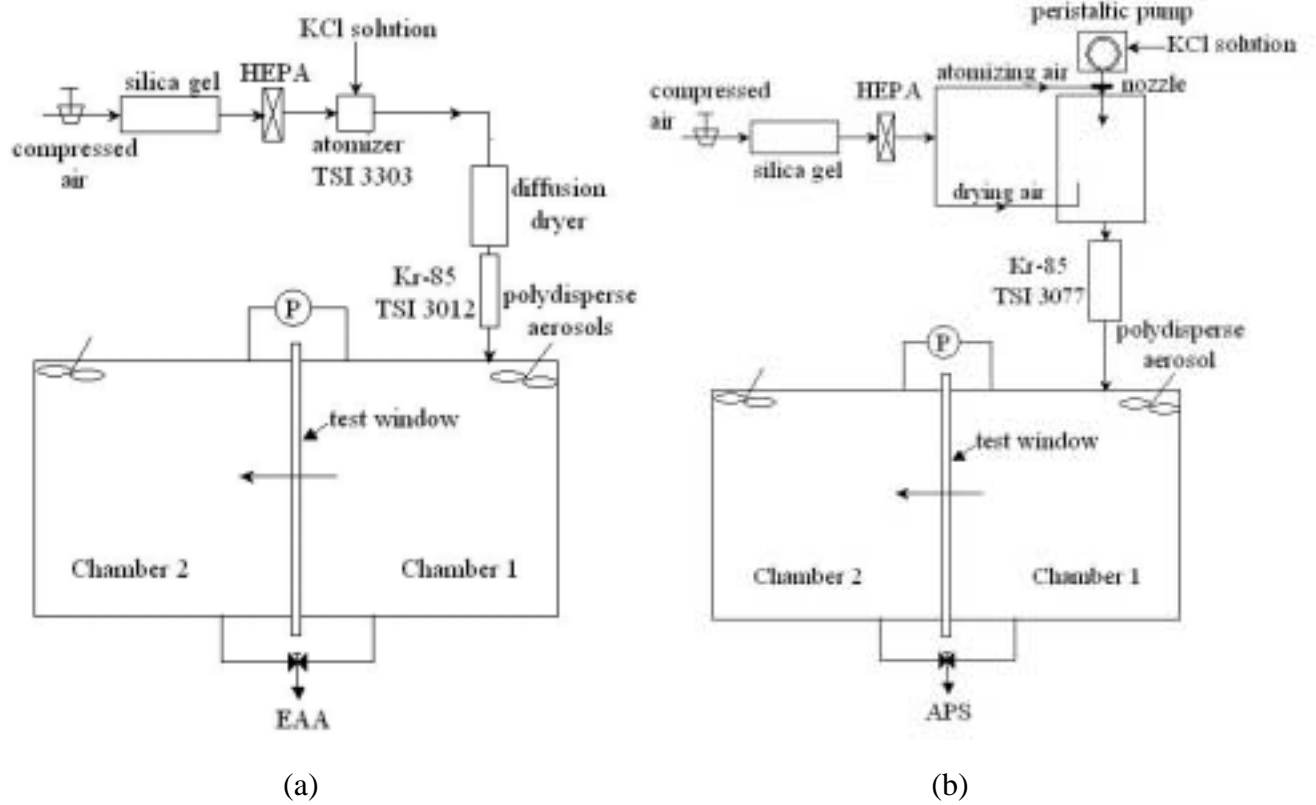 KCl solution
HEPA
silica gel
compressed
air
atomizer
TSI 3303
diffusion
dryer
Kr-85
TSI 3012
polydisperse
aerosols
P
test window
Chamber 2
Chamber 1
EAA
(a)
peristaltic pump
KCl solution
atomizing air
nozzle
compressed
air
HEPA
silica gel
drying air
Kr-85
TSI 3077
polydisperse
aerosol
P
test window
Chamber 2
Chamber 1
APS
(b)